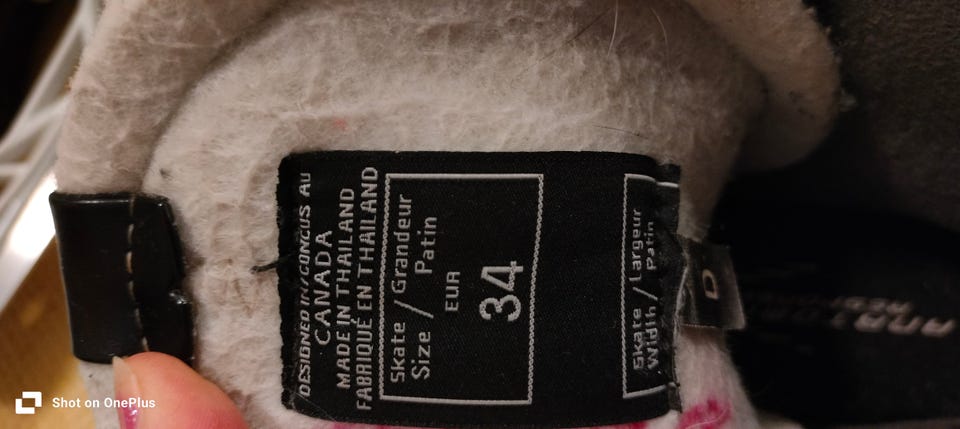 DESIGNED IN / CONCUS AU
CANADA
MADE IN THAILAND
FABRIQUÉ EN THAILAND
Skate / Grandeur
Size / Patin
EUR
34
Skate / Largeur
Width / Patin
D
Shot on OnePlus